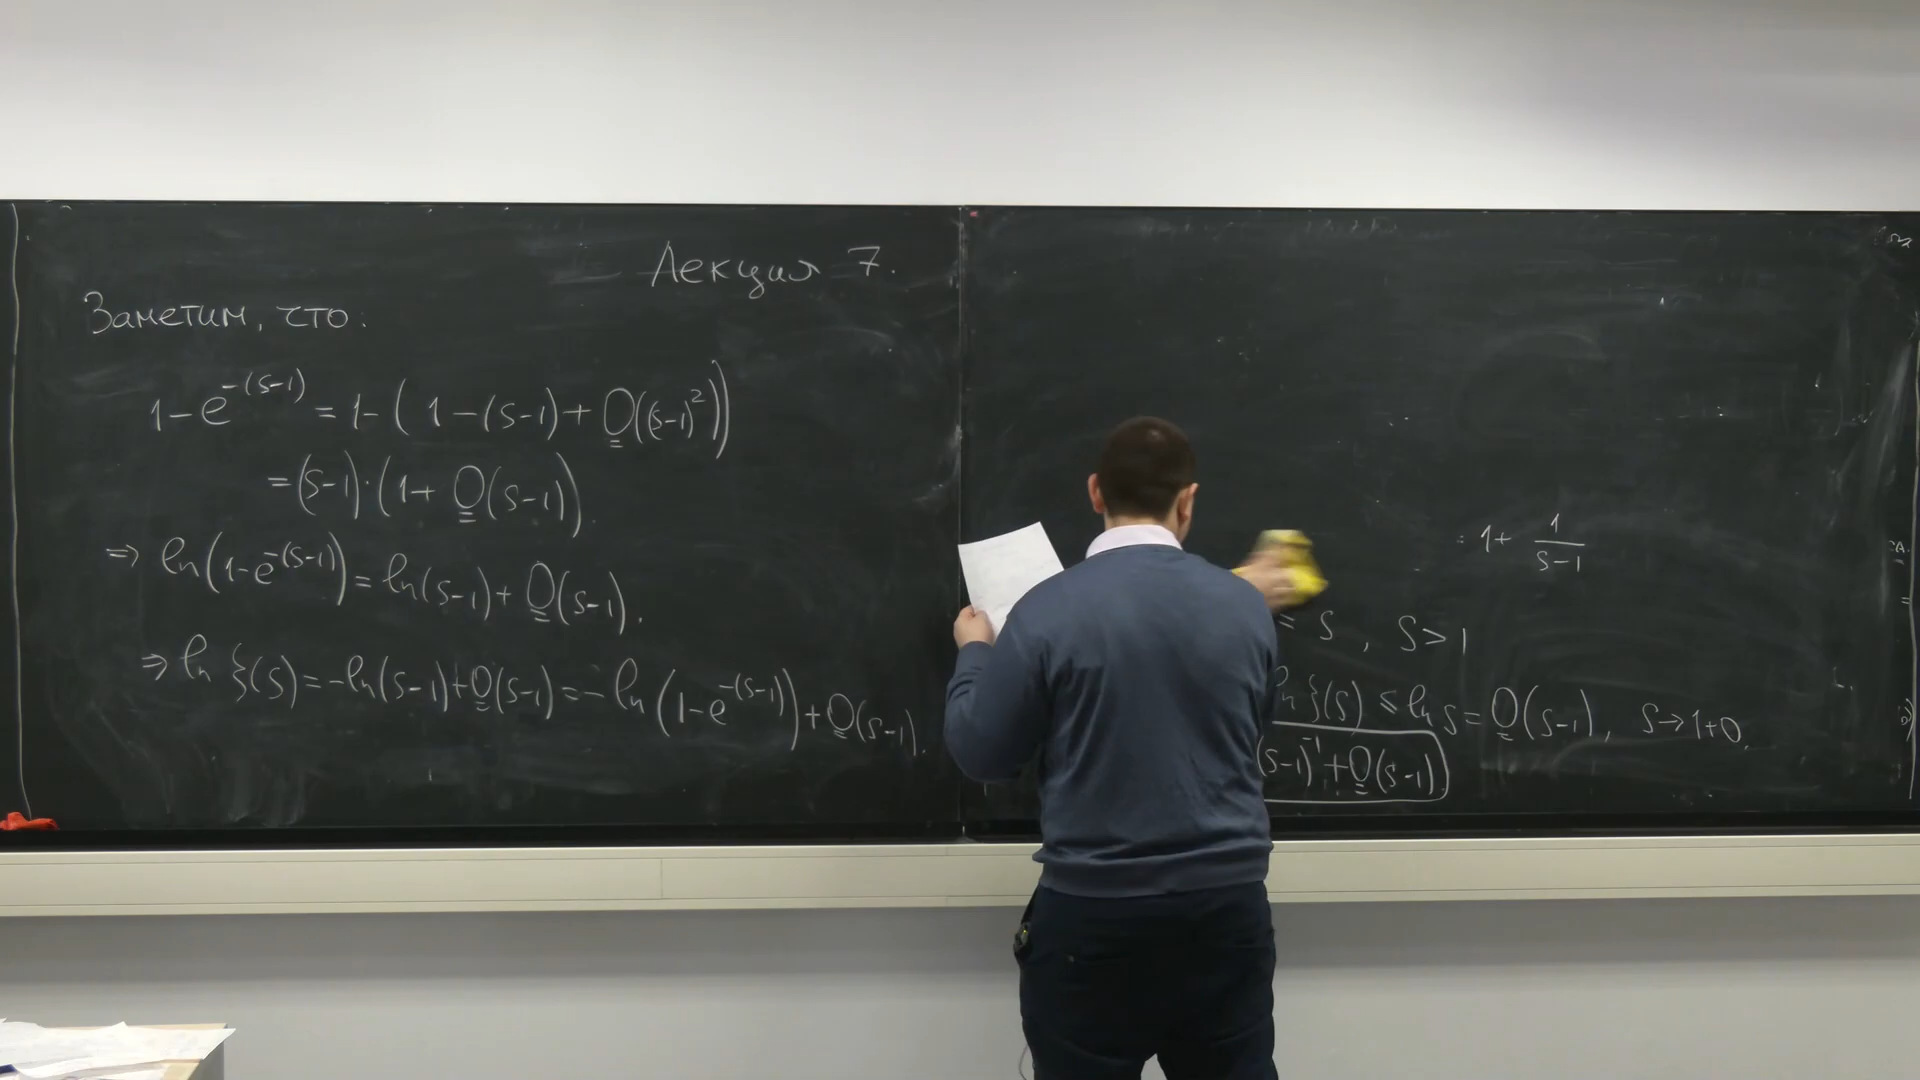 Лекция 7.
Заметим, что:
1-e^{-(s-1)} = 1-(1-(s-1)+O((s-1)^2))
=(s-1)·(1+O(s-1)).
⇒ ln(1-e^{-(s-1)}) = ln(s-1)+O(s-1).
⇒ ln ζ(s) = -ln(s-1)+O(s-1) = -ln(1-e^{-(s-1)})+O(s-1).
1+ 1/(s-1)
= s, s>1
ln ζ(s) ≤ ln s = O(s-1), s→1+0.
(s-1)^{-1}+O(s-1)